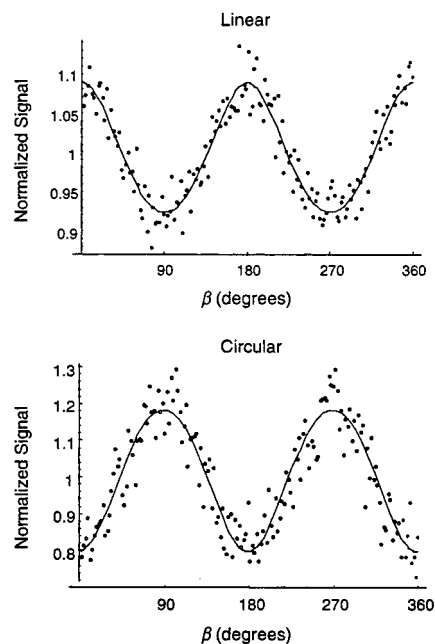 Linear
Normalized Signal
1.1
1.05
1
0.95
0.9
90 180 270 360
β (degrees)
Circular
Normalized Signal
1.3
1.2
1.1
1
0.9
0.8
90 180 270 360
β (degrees)